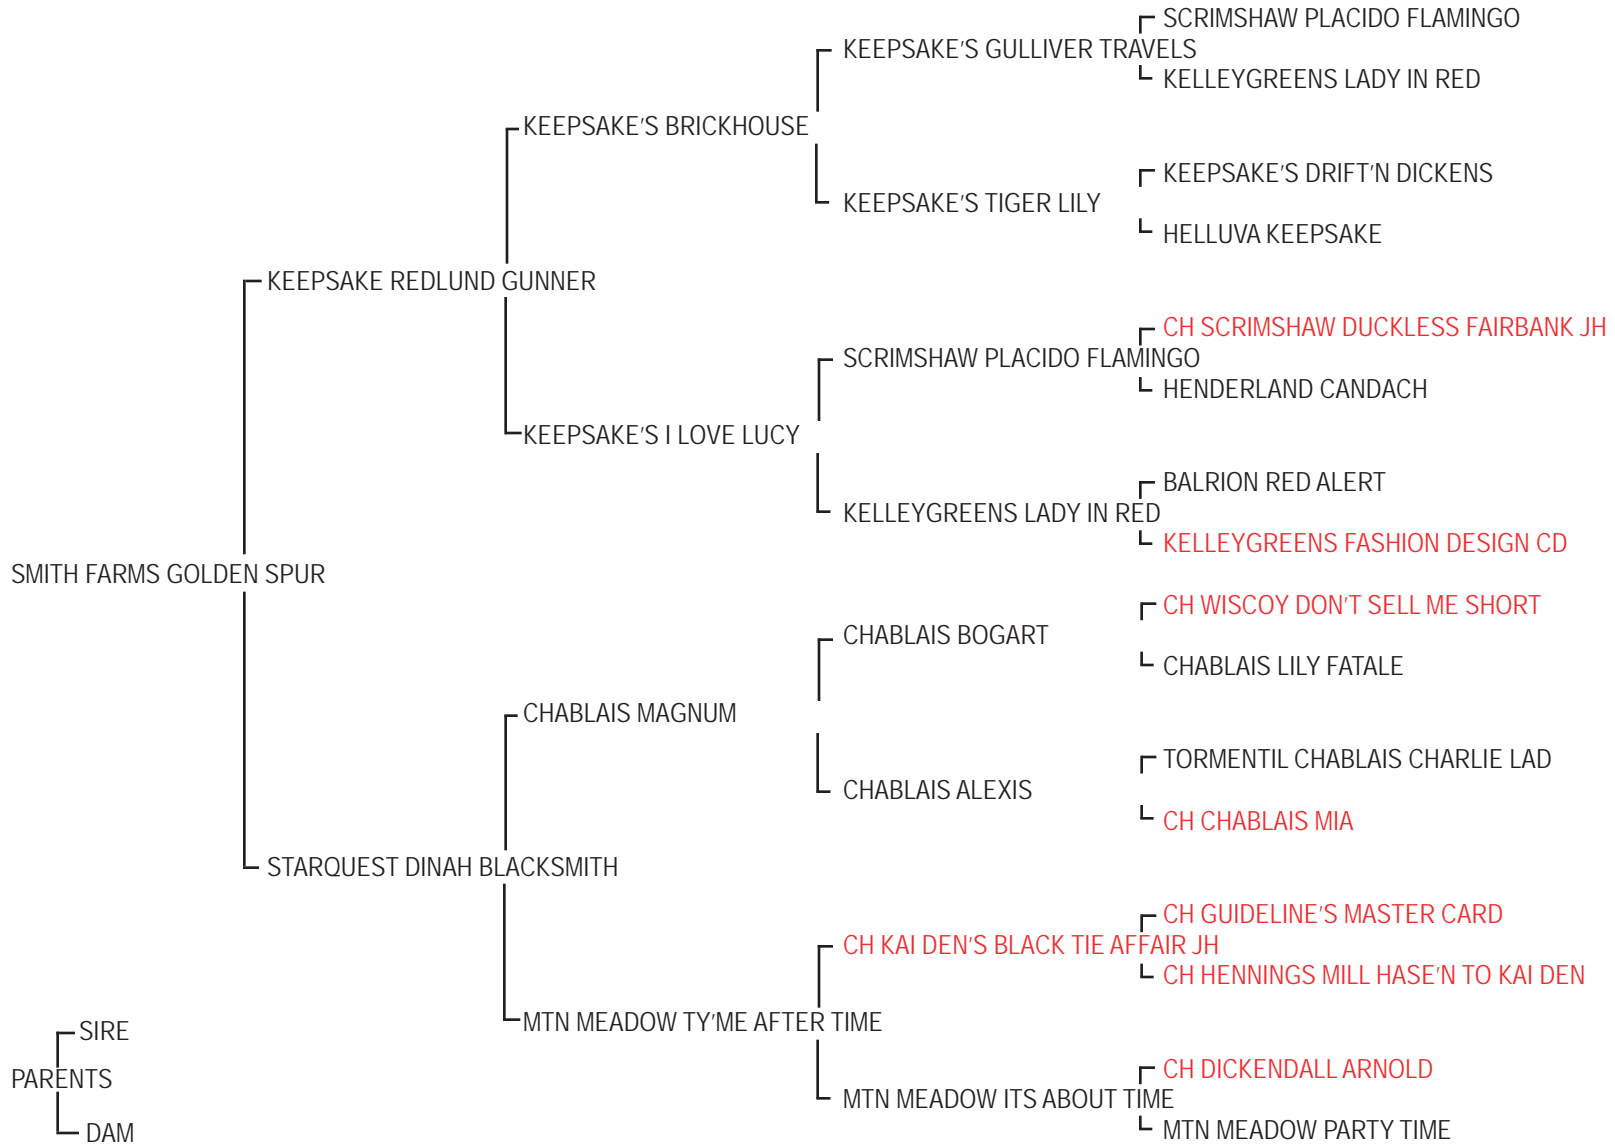 SCRIMSHAW PLACIDO FLAMINGO
KEEPSAKE'S GULLIVER TRAVELS
KELLEYGREENS LADY IN RED
KEEPSAKE'S BRICKHOUSE
KEEPSAKE'S DRIFT'N DICKENS
KEEPSAKE'S TIGER LILY
HELLUVA KEEPSAKE
KEEPSAKE REDLUND GUNNER
CH SCRIMSHAW DUCKLESS FAIRBANK JH
SCRIMSHAW PLACIDO FLAMINGO
HENDERLAND CANDACH
KEEPSAKE'S I LOVE LUCY
BALRION RED ALERT
KELLEYGREENS LADY IN RED
KELLEYGREENS FASHION DESIGN CD
SMITH FARMS GOLDEN SPUR
CH WISCOY DON'T SELL ME SHORT
CHABLAIS BOGART
CHABLAIS LILY FATALE
CHABLAIS MAGNUM
TORMENTIL CHABLAIS CHARLIE LAD
CHABLAIS ALEXIS
CH CHABLAIS MIA
STARQUEST DINAH BLACKSMITH
CH GUIDELINE'S MASTER CARD
CH KAI DEN'S BLACK TIE AFFAIR JH
CH HENNINGS MILL HASE'N TO KAI DEN
MTN MEADOW TY'ME AFTER TIME
CH DICKENDALL ARNOLD
MTN MEADOW ITS ABOUT TIME
MTN MEADOW PARTY TIME
SIRE
PARENTS
DAM